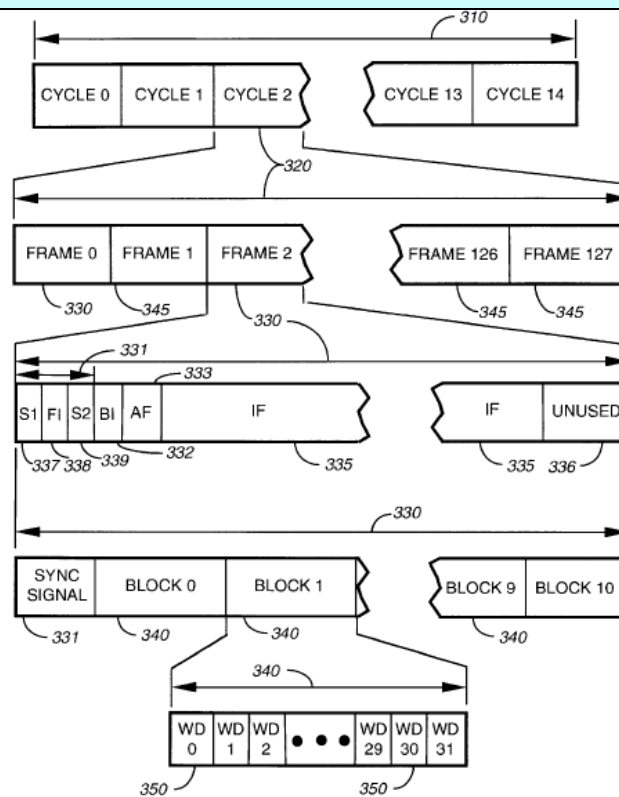 310
CYCLE 0 CYCLE 1 CYCLE 2 CYCLE 13 CYCLE 14
320
FRAME 0 FRAME 1 FRAME 2 FRAME 126 FRAME 127
330 345 330 345 345
331 333
S1 FI S2 BI AF IF IF UNUSED
337 338 339 332 335 335 336
330
SYNC SIGNAL BLOCK 0 BLOCK 1 BLOCK 9 BLOCK 10
331 340 340 340
340
WD 0 WD 1 WD 2 WD 29 WD 30 WD 31
350 350